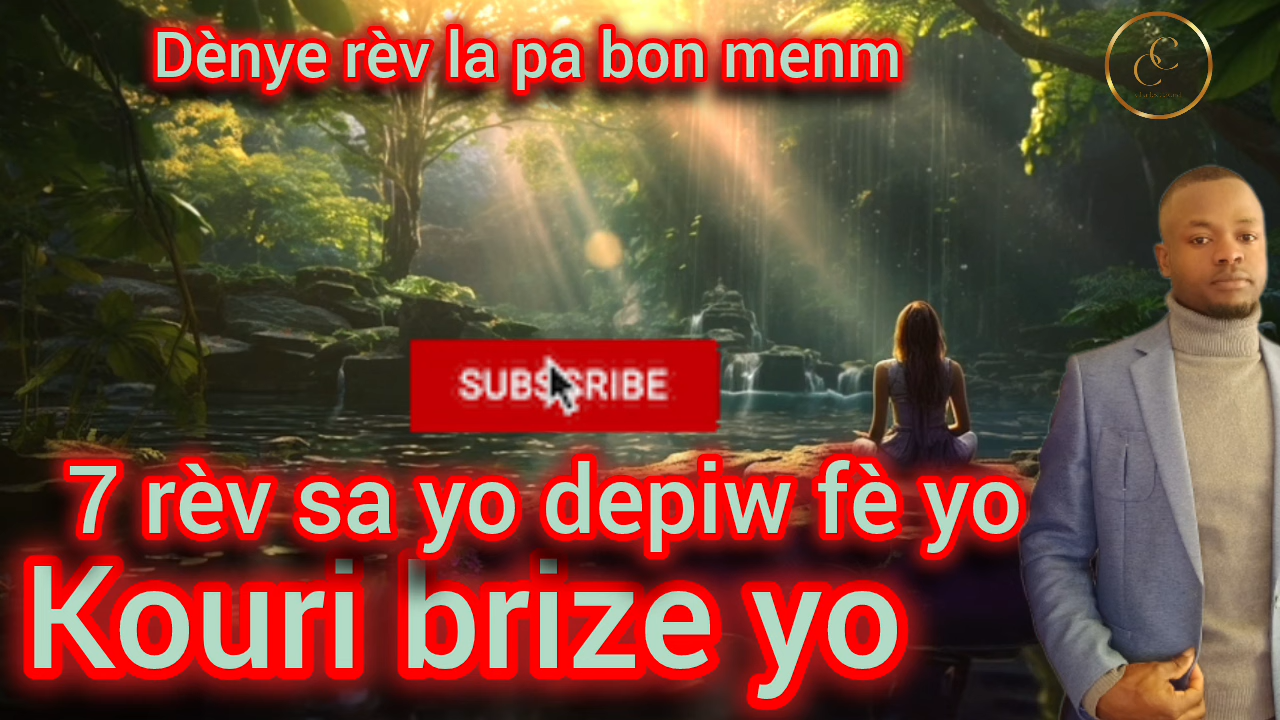 Dènye rèv la pa bon menm
SUBSCRIBE
7 rèv sa yo depiw fè yo
Kouri brize yo